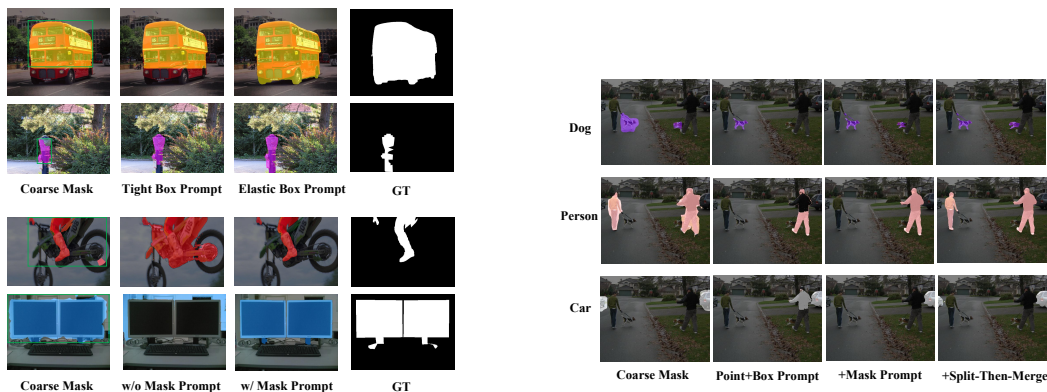 Coarse Mask Tight Box Prompt Elastic Box Prompt GT
Coarse Mask w/o Mask Prompt w/ Mask Prompt GT
Dog
Person
Car
Coarse Mask Point+Box Prompt +Mask Prompt +Split-Then-Merge